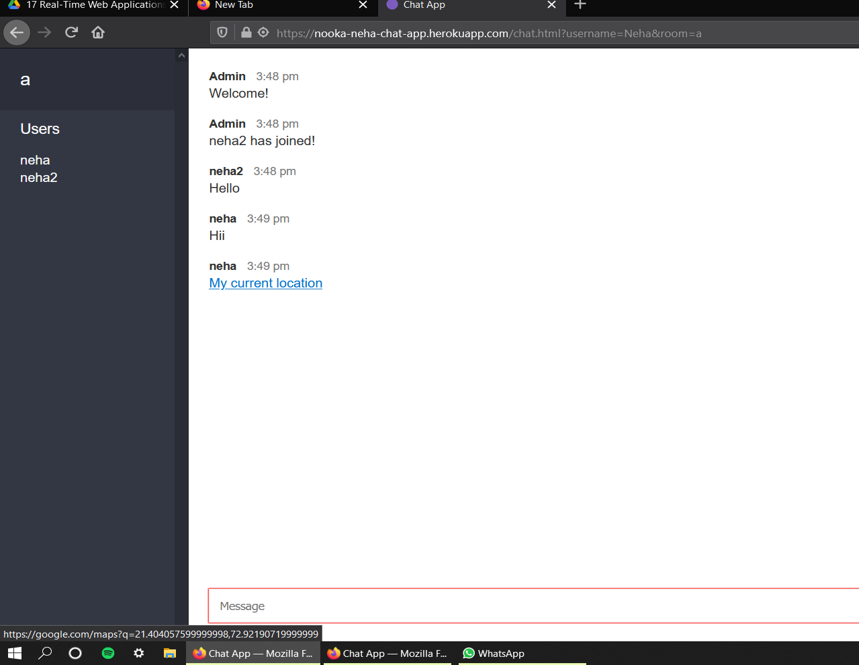 17 Real-Time Web Application
New Tab
Chat App
https://nooka-neha-chat-app.herokuapp.com/chat.html?username=Neha&room=a
a
Users
neha
neha2
Admin 3:48 pm
Welcome!
Admin 3:48 pm
neha2 has joined!
neha2 3:48 pm
Hello
neha 3:49 pm
Hii
neha 3:49 pm
My current location
Message
https://google.com/maps?q=21.404057599999998,72.92190719999999
Chat App — Mozilla F...
Chat App — Mozilla F...
WhatsApp